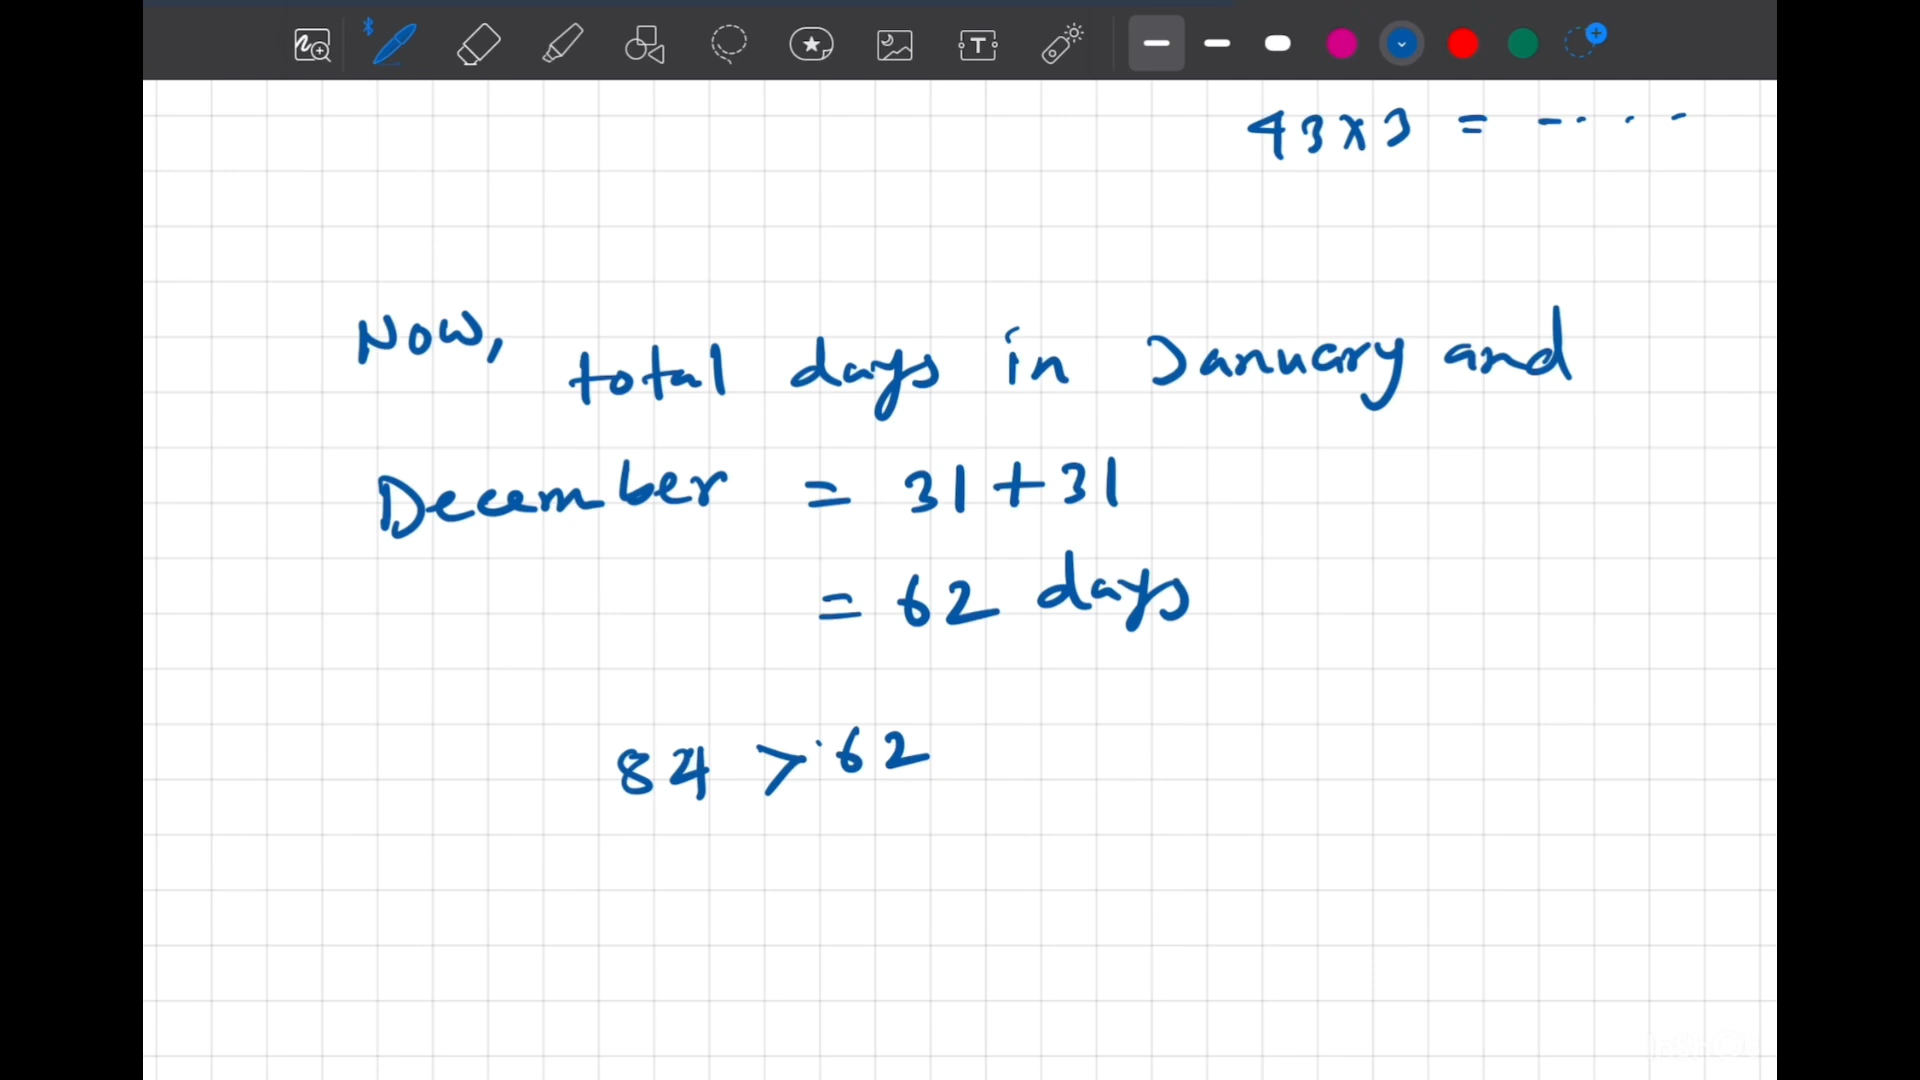 43x3 = -...-
Now, total days in January and
December = 31+31
= 62 days
84 > 62